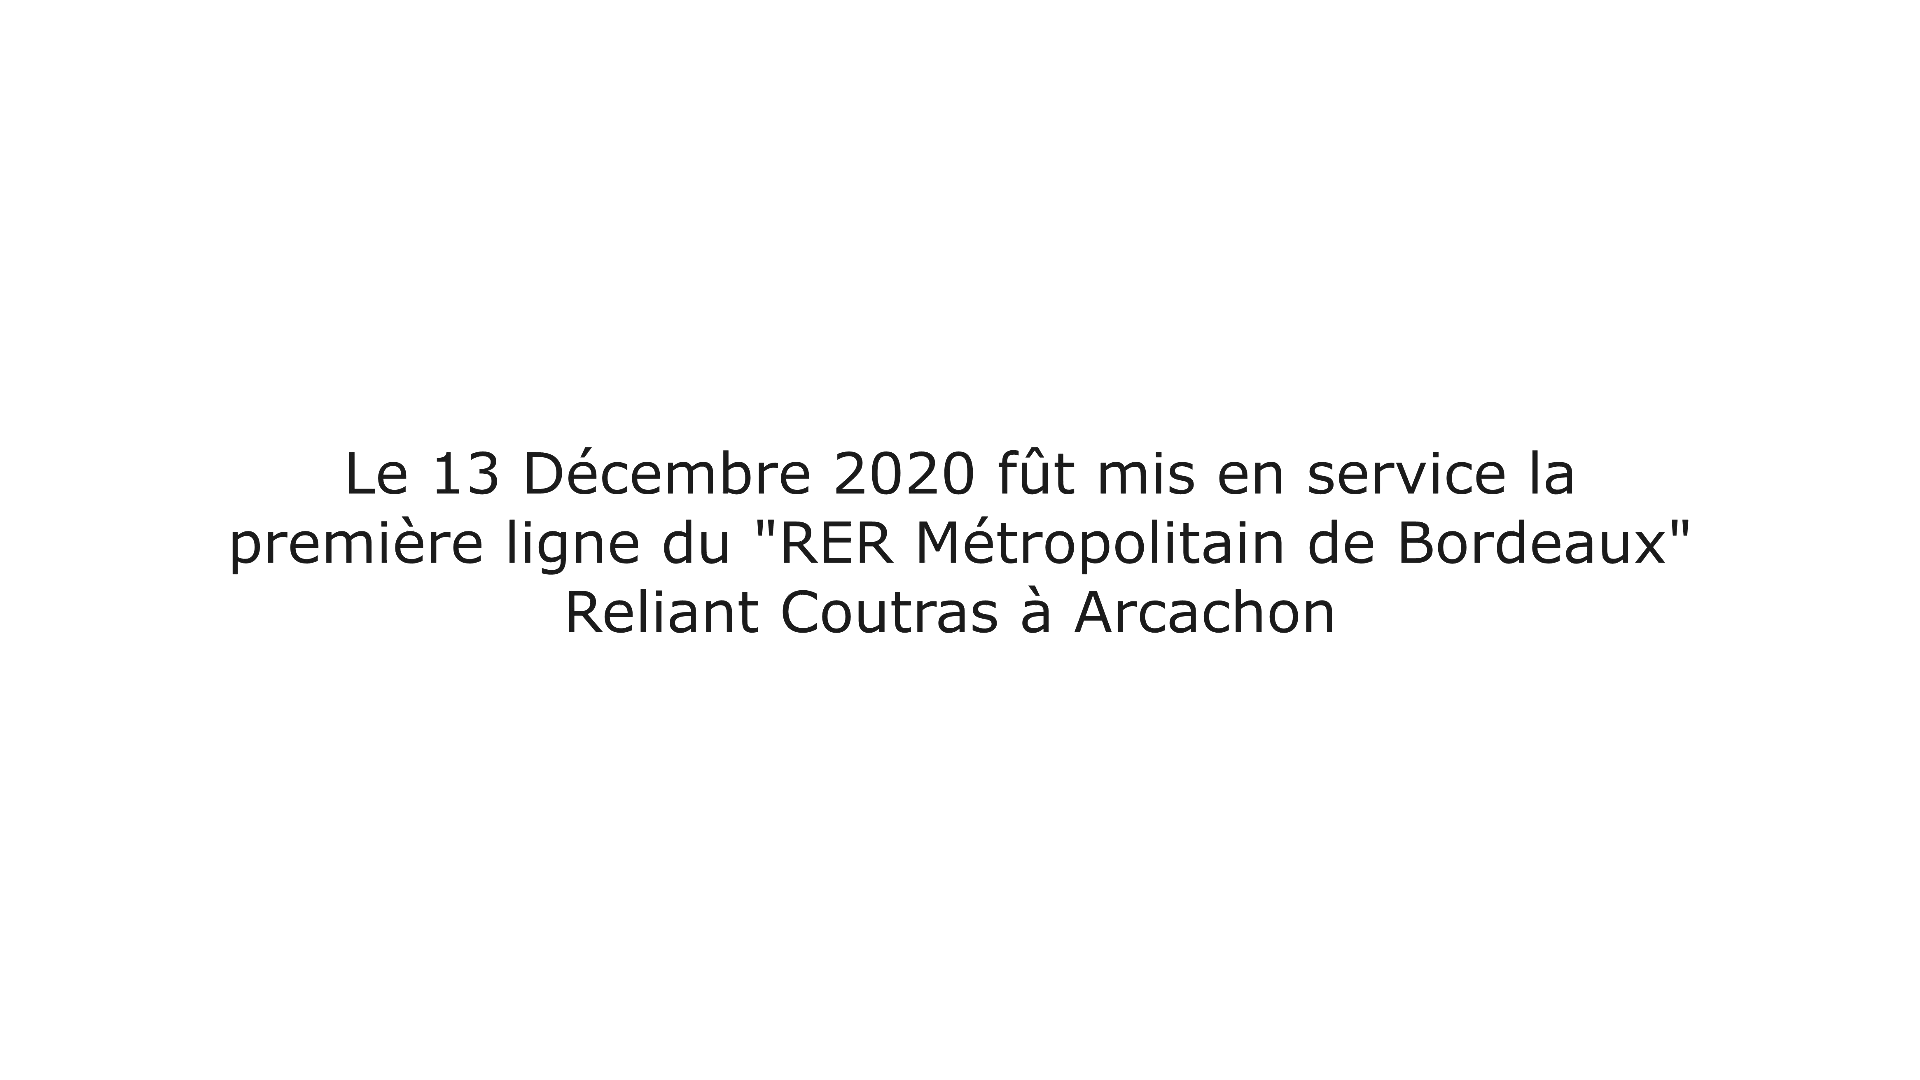 Le 13 Décembre 2020 fût mis en service la
première ligne du "RER Métropolitain de Bordeaux"
Reliant Coutras à Arcachon